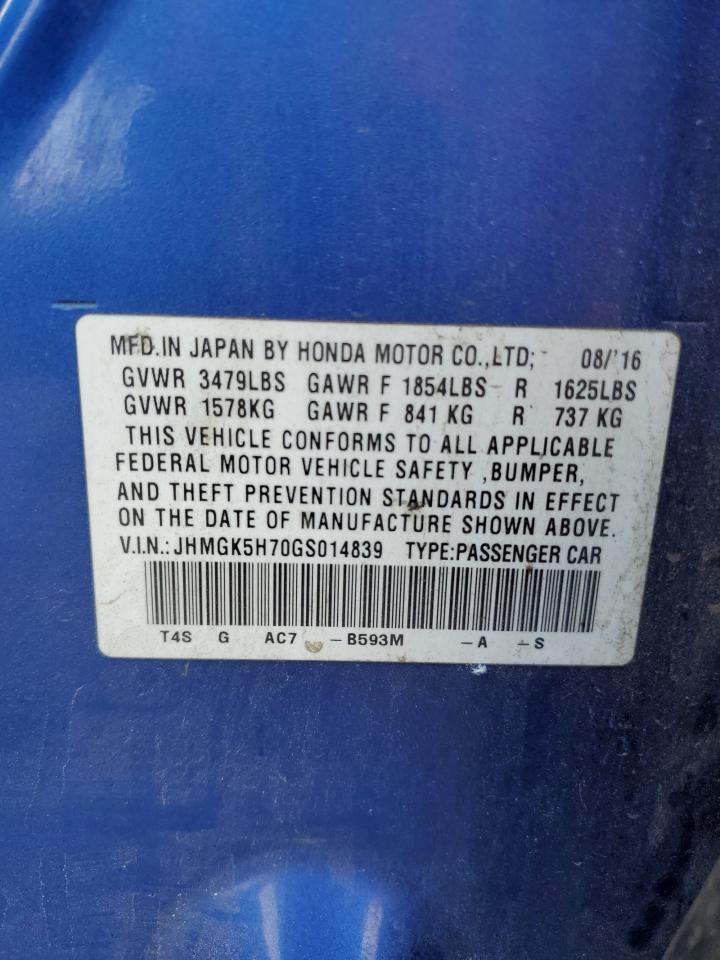 MFD.IN JAPAN BY HONDA MOTOR CO.,LTD; 08/'16
GVWR 3479LBS GAWR F 1854LBS R 1625LBS
GVWR 1578KG GAWR F 841 KG R 737 KG
THIS VEHICLE CONFORMS TO ALL APPLICABLE
FEDERAL MOTOR VEHICLE SAFETY ,BUMPER,
AND THEFT PREVENTION STANDARDS IN EFFECT
ON THE DATE OF MANUFACTURE SHOWN ABOVE.
V.I.N.:JHMGK5H70GS014839 TYPE:PASSENGER CAR
T4S G AC7 –B593M –A –S